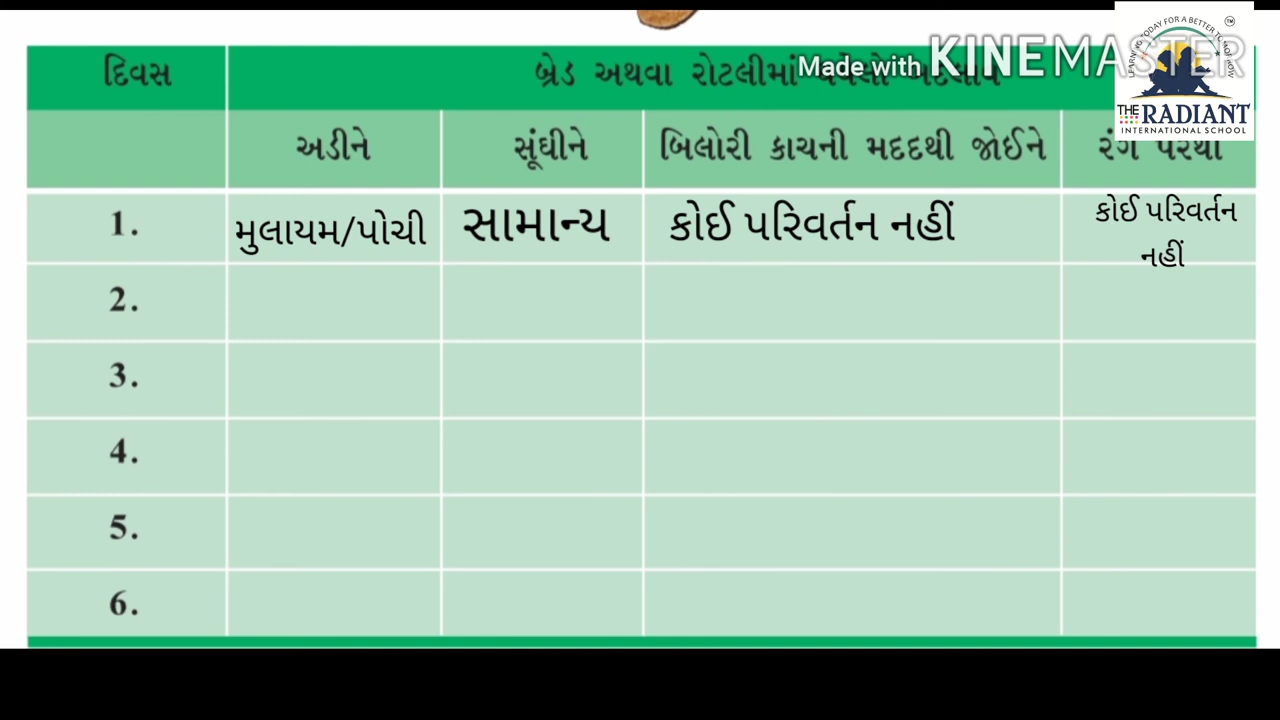 Made with KINEMASTER
THE RADIANT
INTERNATIONAL SCHOOL
દિવસ બ્રેડ અથવા રોટલીમાં
અડીને સૂંઘીને બિલોરી કાચની મદદથી જોઈને રંગ પરથી
1. મુલાયમ/પોચી સામાન્ય કોઈ પરિવર્તન નહીં કોઈ પરિવર્તન
નહીં
2.
3.
4.
5.
6.